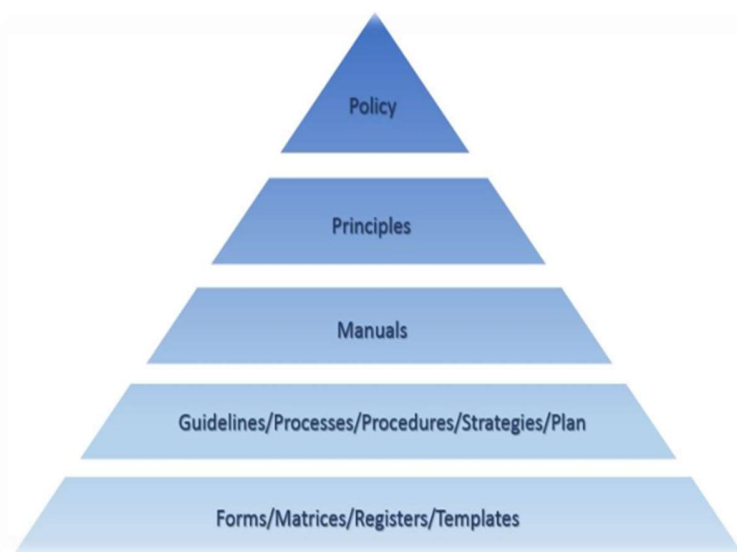 Policy
Principles
Manuals
Guidelines/Processes/Procedures/Strategies/Plan
Forms/Matrices/Registers/Templates